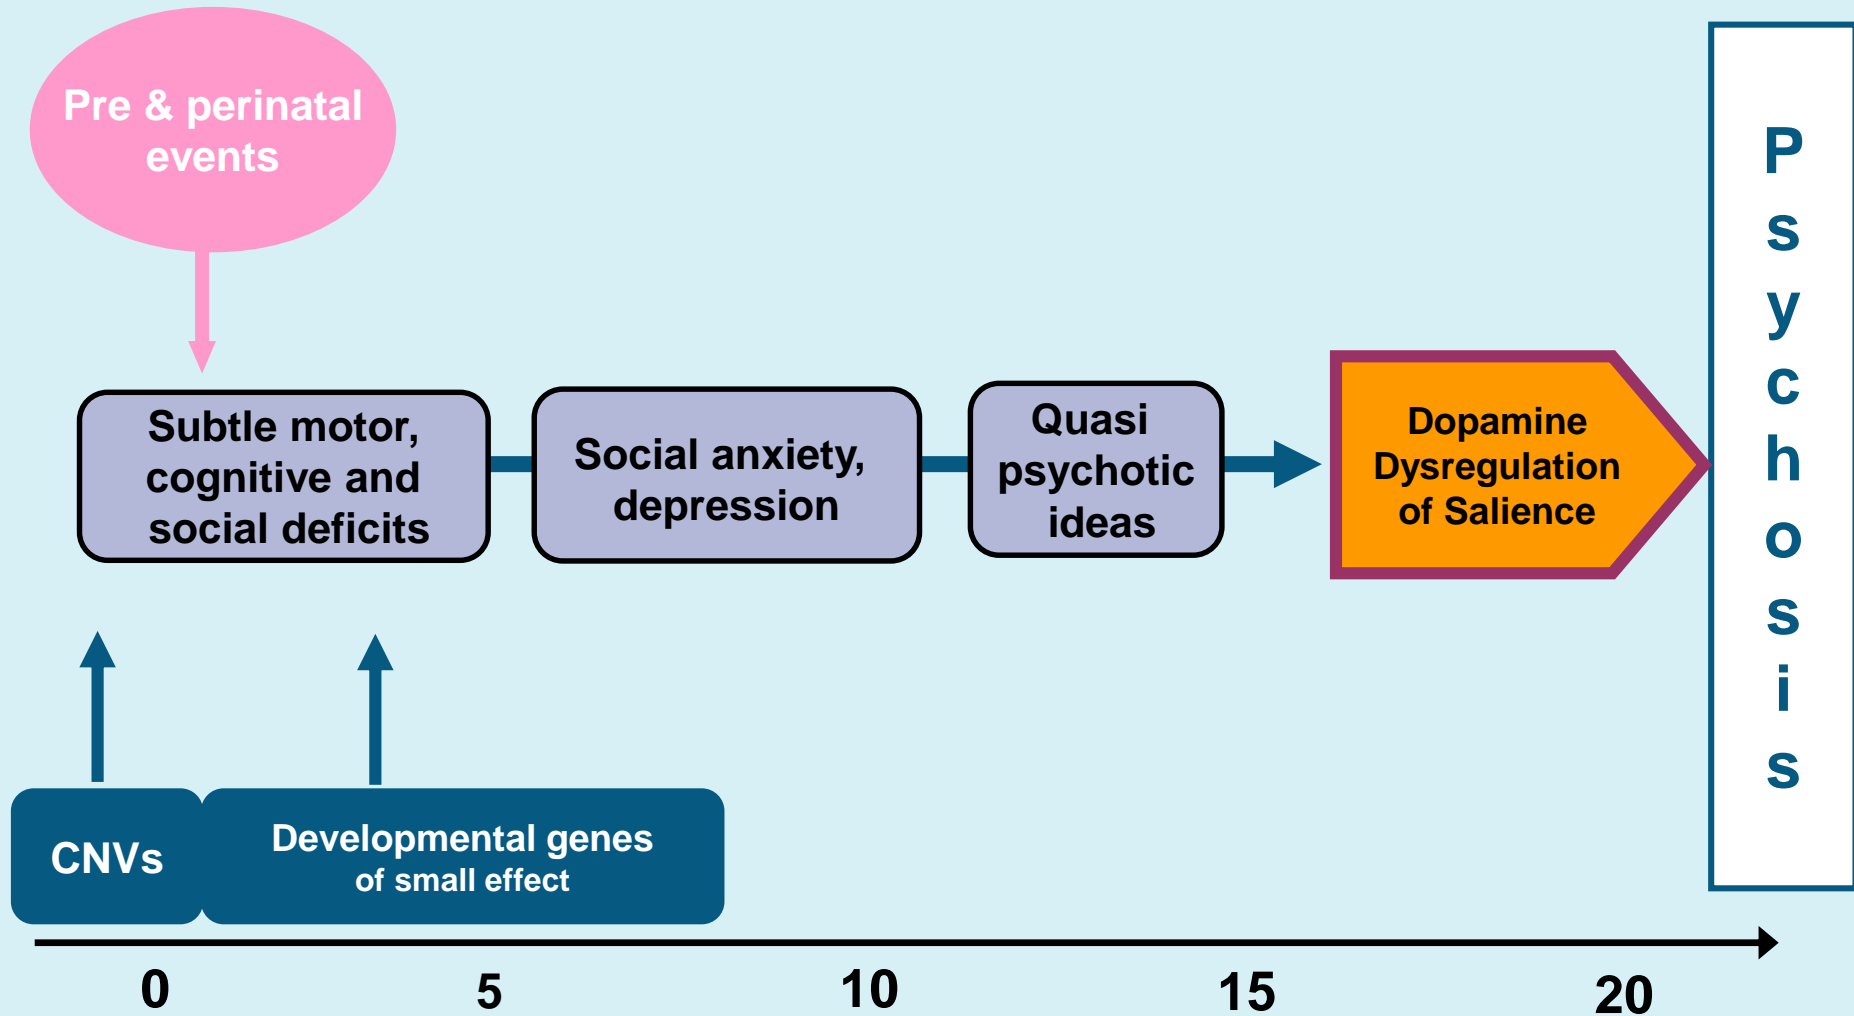 Pre & perinatal
events
Subtle motor,
cognitive and
social deficits
Social anxiety,
depression
Quasi
psychotic
ideas
Dopamine
Dysregulation
of Salience
P
s
y
c
h
o
s
i
s
CNVs
Developmental genes
of small effect
0
5
10
15
20